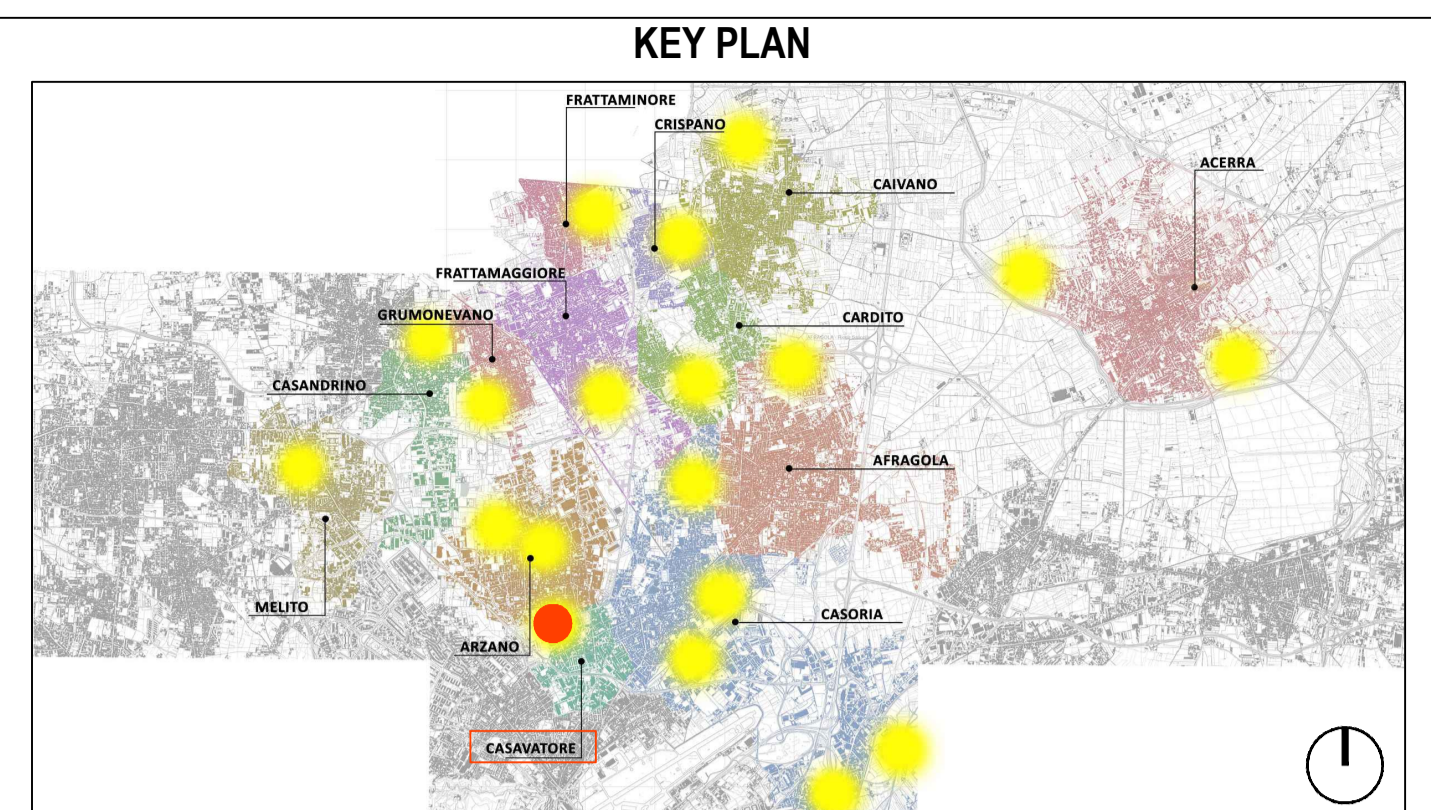 KEY PLAN
FRATTAMINORE
CRISPANO
ACERRA
CAIVANO
FRATTAMAGGIORE
GRUMONEVANO
CARDITO
CASANDRINO
AFRAGOLA
MELITO
CASORIA
ARZANO
CASAVATORE